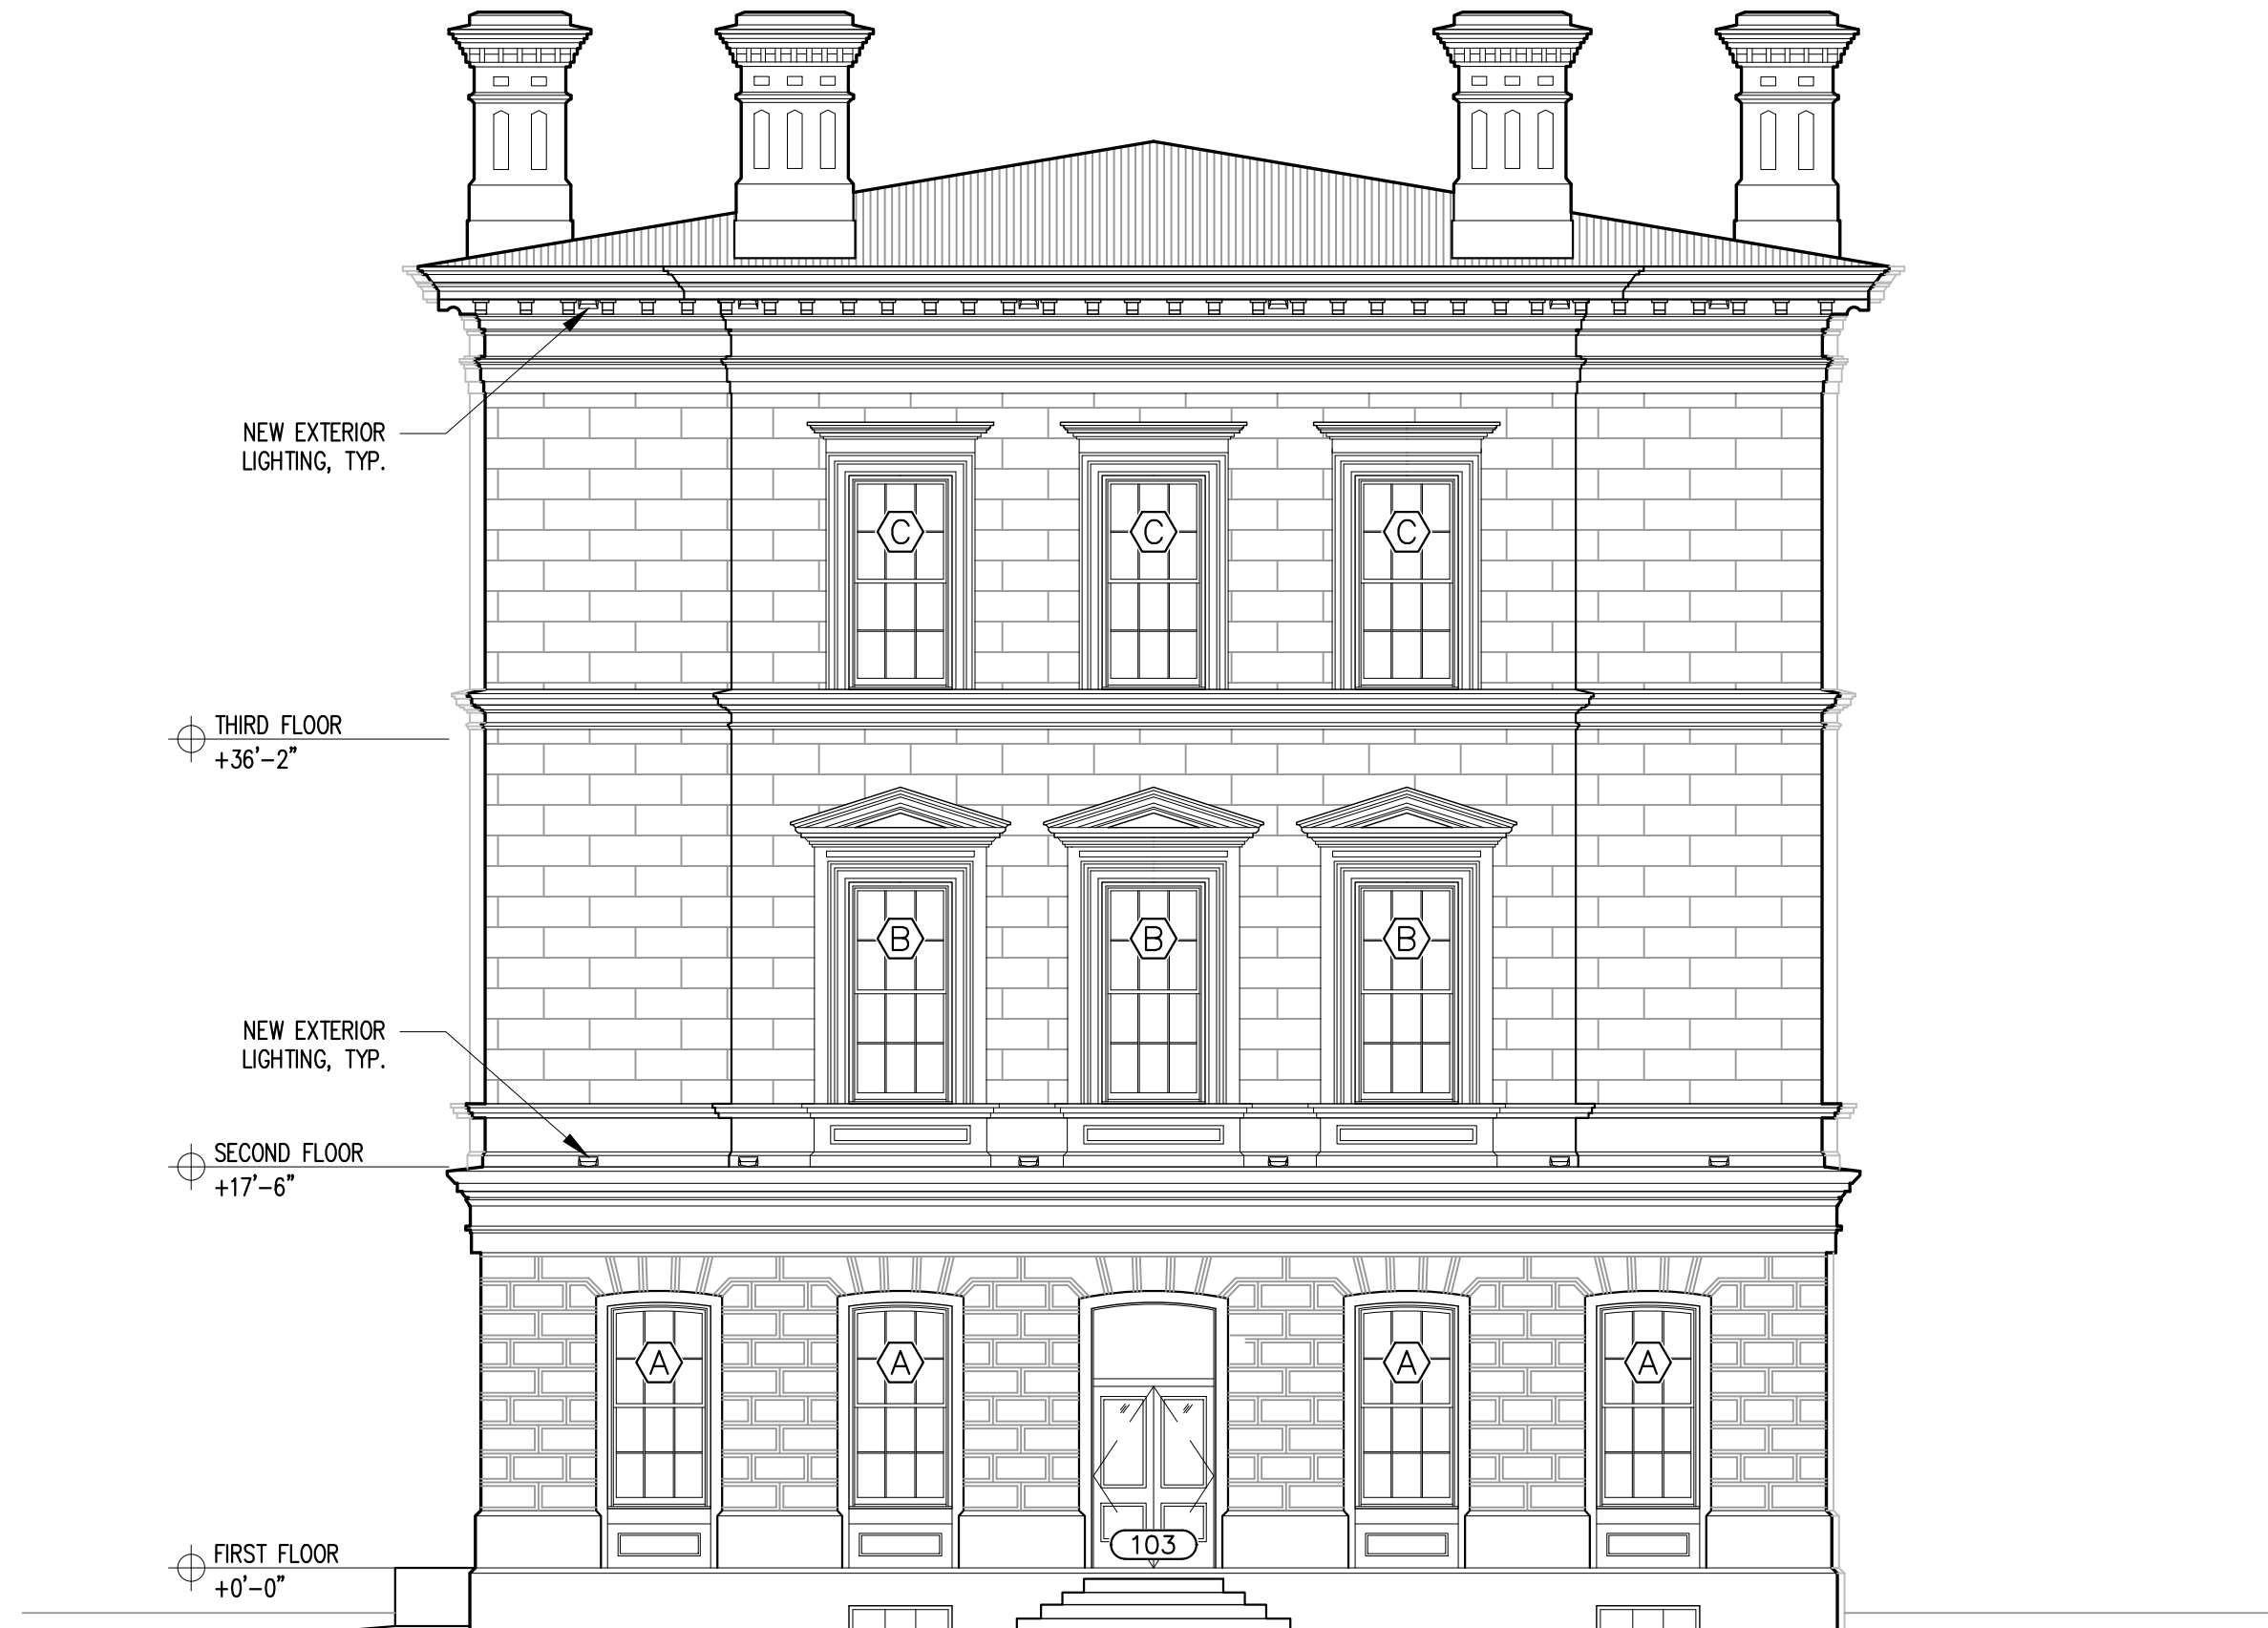 NEW EXTERIOR
LIGHTING, TYP.
C
C
C
THIRD FLOOR
+36'-2"
B
B
B
NEW EXTERIOR
LIGHTING, TYP.
SECOND FLOOR
+17'-6"
A
A
A
A
103
FIRST FLOOR
+0'-0"